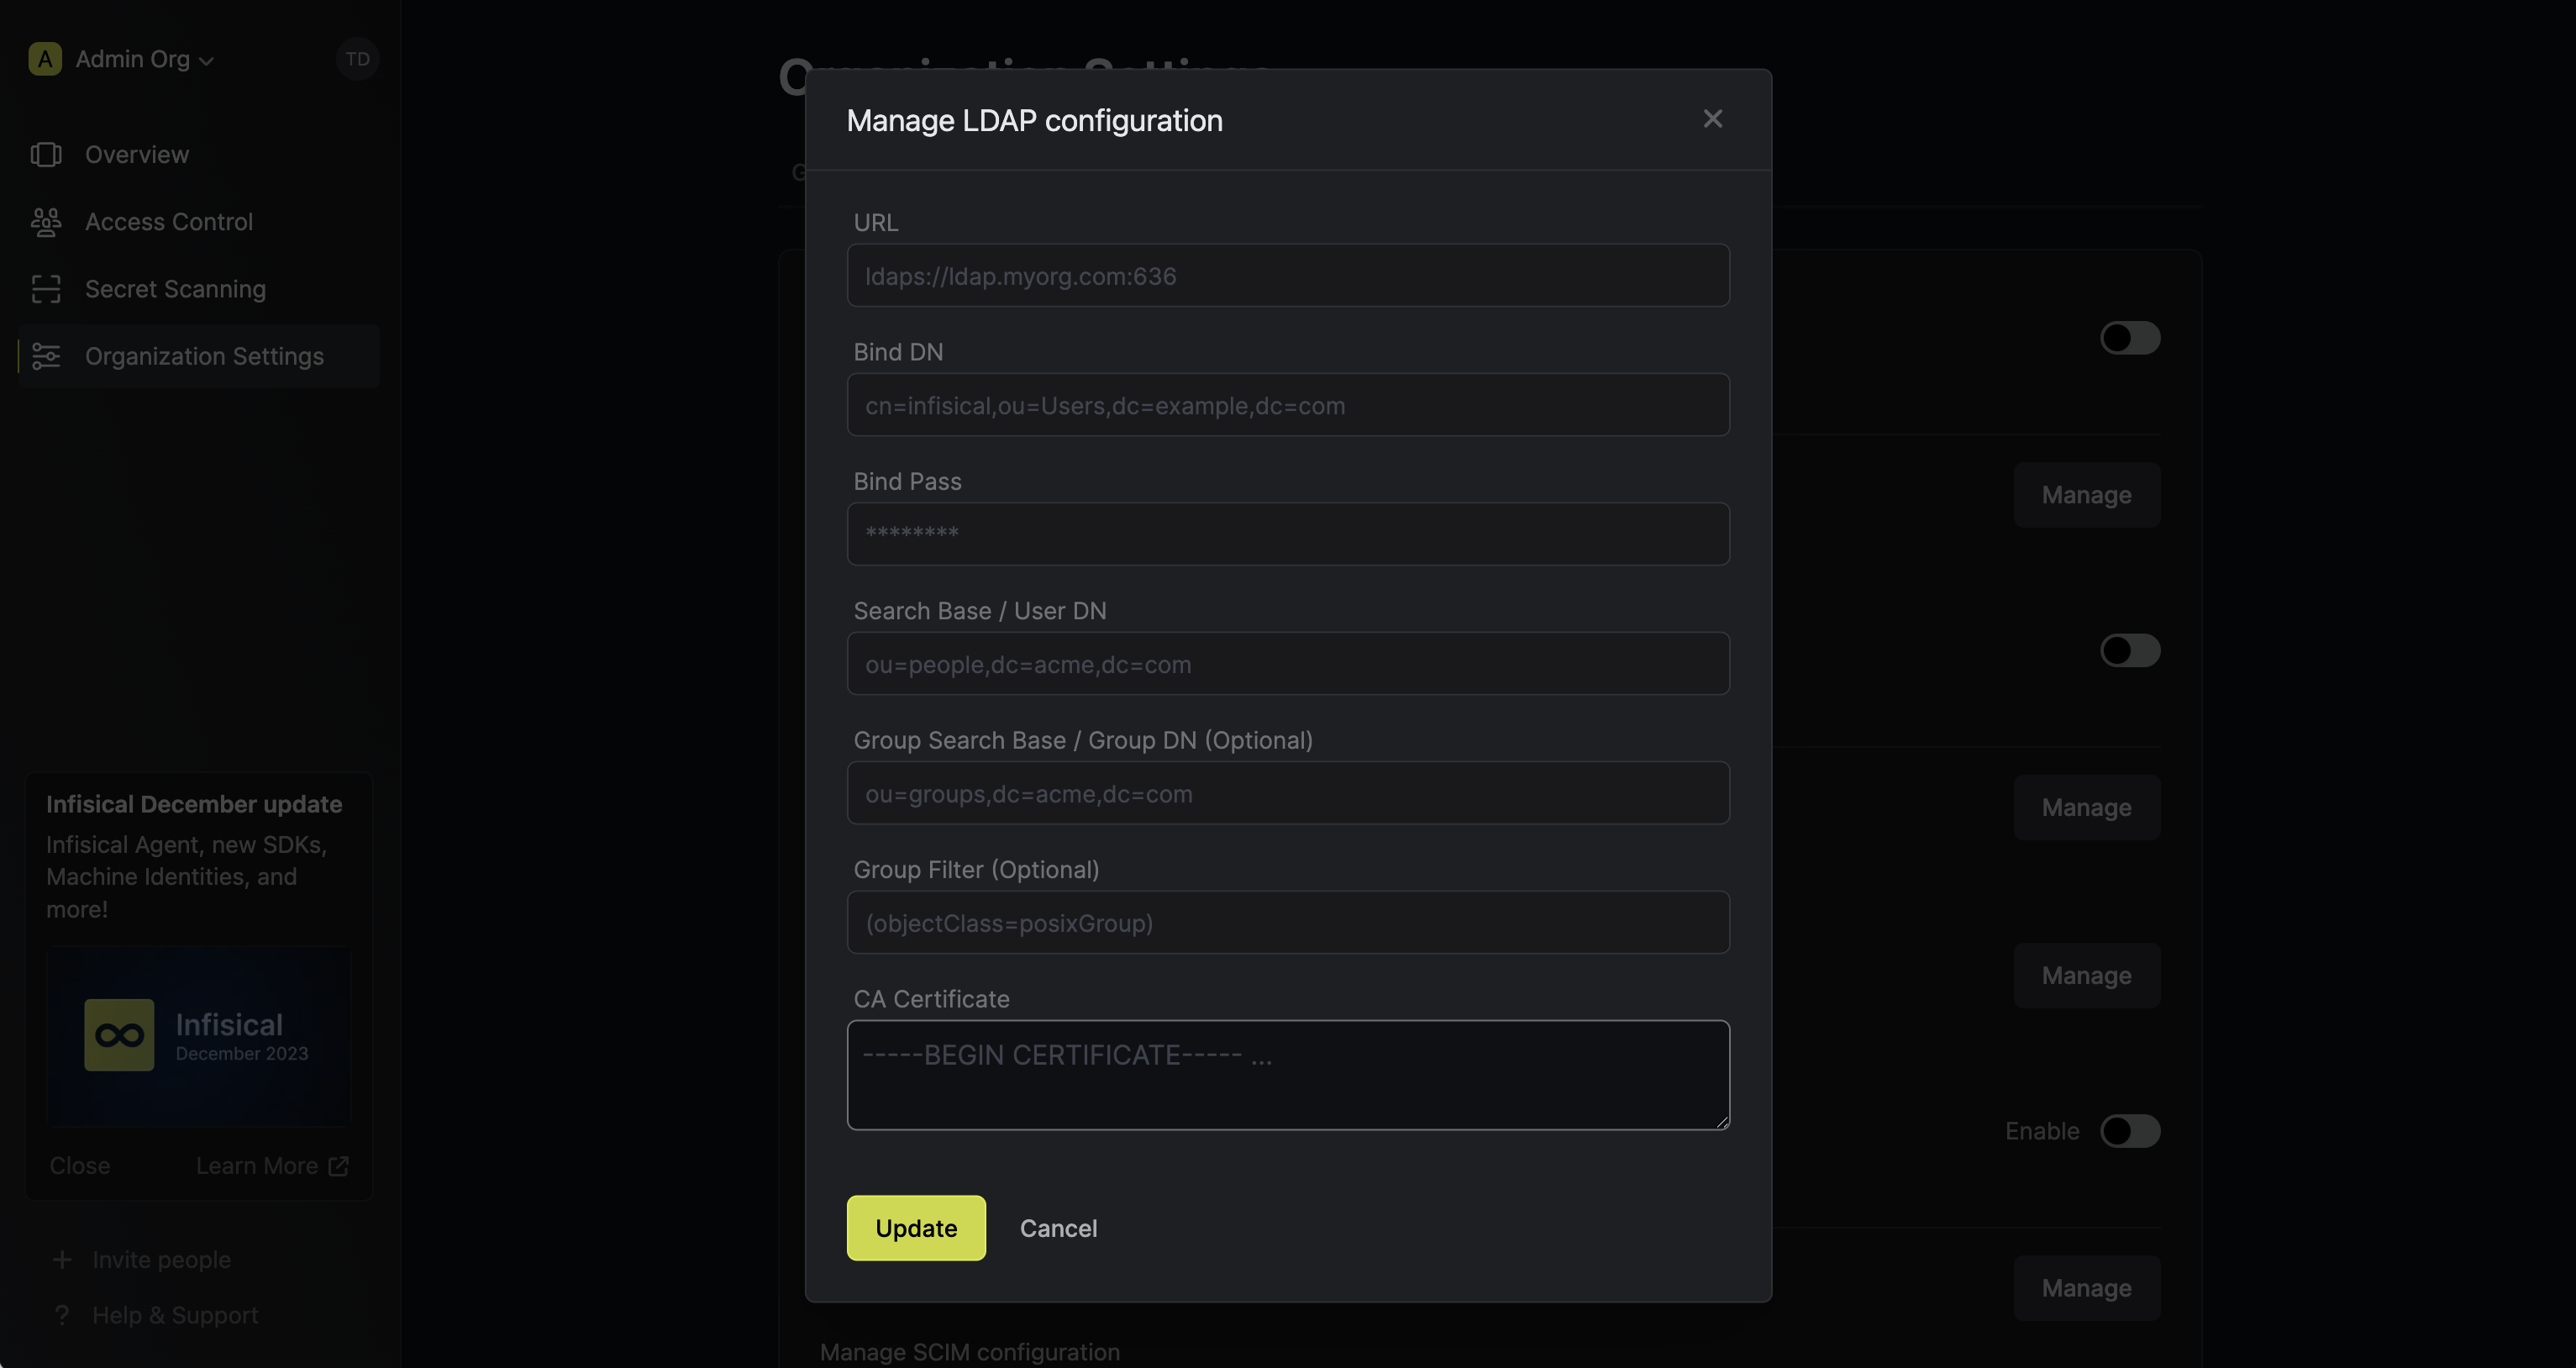 A
Admin Org
TD
Overview
Access Control
Secret Scanning
Organization Settings
Infisical December update
Infisical Agent, new SDKs,
Machine Identities, and
more!
Infisical
December 2023
Close
Learn More
+ Invite people
? Help & Support
Organization Settings
G
Manage LDAP configuration
URL
ldaps://ldap.myorg.com:636
Bind DN
cn=infisical,ou=Users,dc=example,dc=com
Bind Pass
********
Search Base / User DN
ou=people,dc=acme,dc=com
Group Search Base / Group DN (Optional)
ou=groups,dc=acme,dc=com
Group Filter (Optional)
(objectClass=posixGroup)
CA Certificate
-----BEGIN CERTIFICATE----- ...
Update
Cancel
Manage
Manage
Manage
Enable
Manage
Manage SCIM configuration